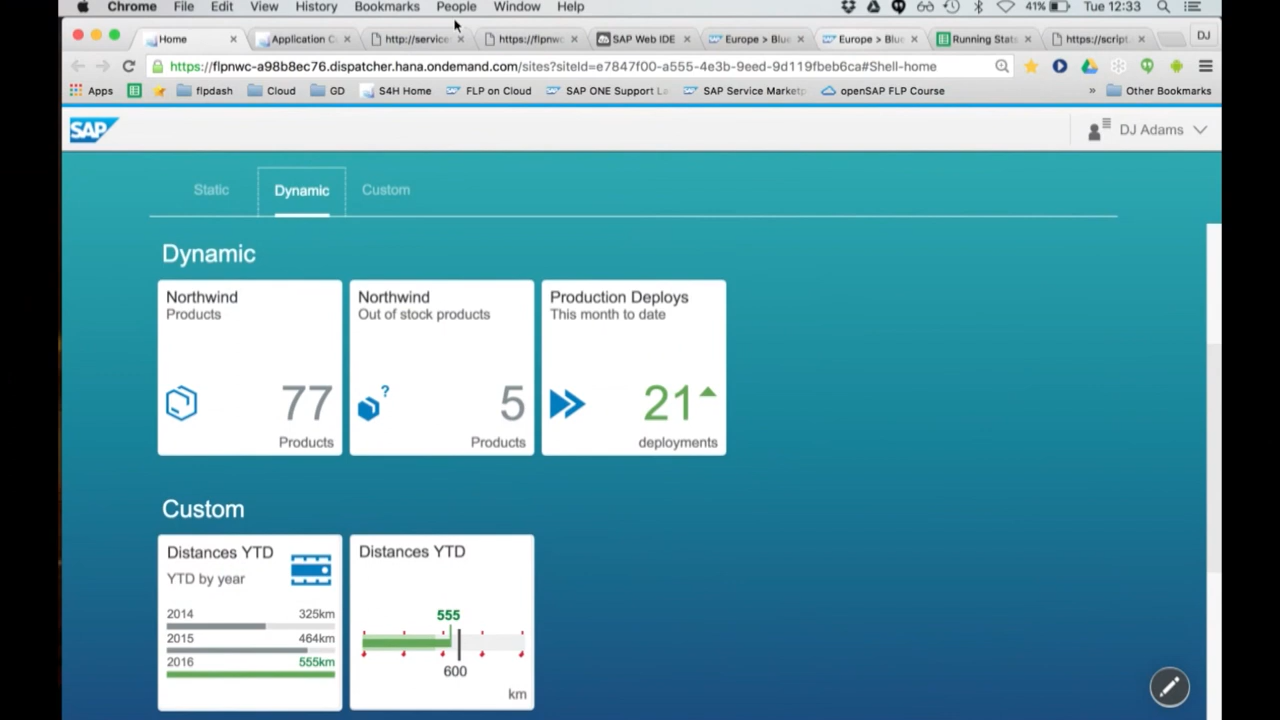 Chrome File Edit View History Bookmarks People Window Help 41% Tue 12:33
Home Application C http://service https://flpnwc SAP Web IDE Europe > Blue Europe > Blue Running Stats https://script. DJ
https://flpnwc-a98b8ec76.dispatcher.hana.ondemand.com/sites?siteId=e7847f00-a555-4e3b-9eed-9d119fbeb6ca#Shell-home
Apps flpdash Cloud GD S4H Home FLP on Cloud SAP ONE Support La SAP Service Marketp openSAP FLP Course » Other Bookmarks
SAP DJ Adams
Static Dynamic Custom
Dynamic
Northwind
Products
77
Products
Northwind
Out of stock products
?
5
Products
Production Deploys
This month to date
21
deployments
Custom
Distances YTD
YTD by year
2014 325km
2015 464km
2016 555km
Distances YTD
555
600
km